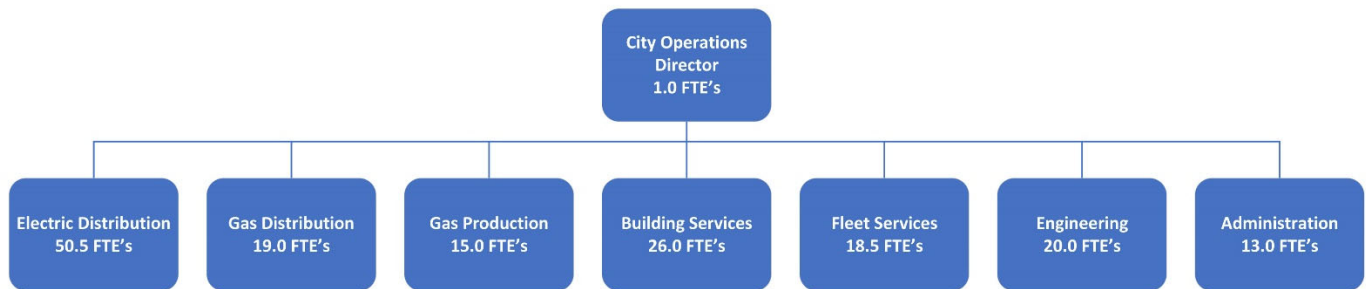 City Operations
Director
1.0 FTE’s
Electric Distribution
50.5 FTE’s
Gas Distribution
19.0 FTE’s
Gas Production
15.0 FTE’s
Building Services
26.0 FTE’s
Fleet Services
18.5 FTE’s
Engineering
20.0 FTE’s
Administration
13.0 FTE’s